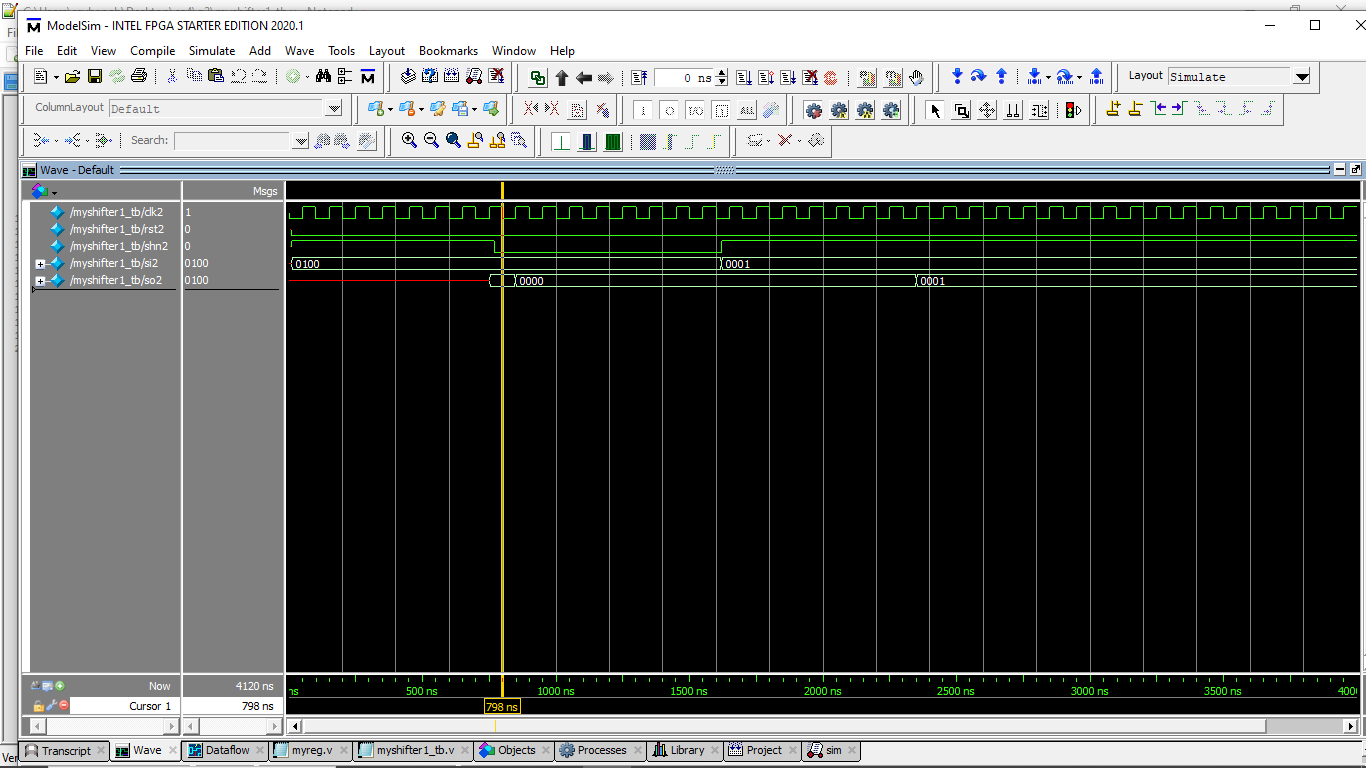 ModelSim - INTEL FPGA STARTER EDITION 2020.1
File Edit View Compile Simulate Add Wave Tools Layout Bookmarks Window Help
0 ns
Layout Simulate
ColumnLayout Default
ALL
Search:
Wave - Default
Msgs
/myshifter1_tb/clk2 1
/myshifter1_tb/rst2 0
/myshifter1_tb/shn2 0
/myshifter1_tb/si2 0100 0100 0001
/myshifter1_tb/so2 0100 0000 0001
Now 4120 ns ns 500 ns 1000 ns 1500 ns 2000 ns 2500 ns 3000 ns 3500 ns 400
Cursor 1 798 ns 798 ns
Transcript Wave Dataflow myreg.v myshifter1_tb.v Objects Processes Library Project sim
Ver